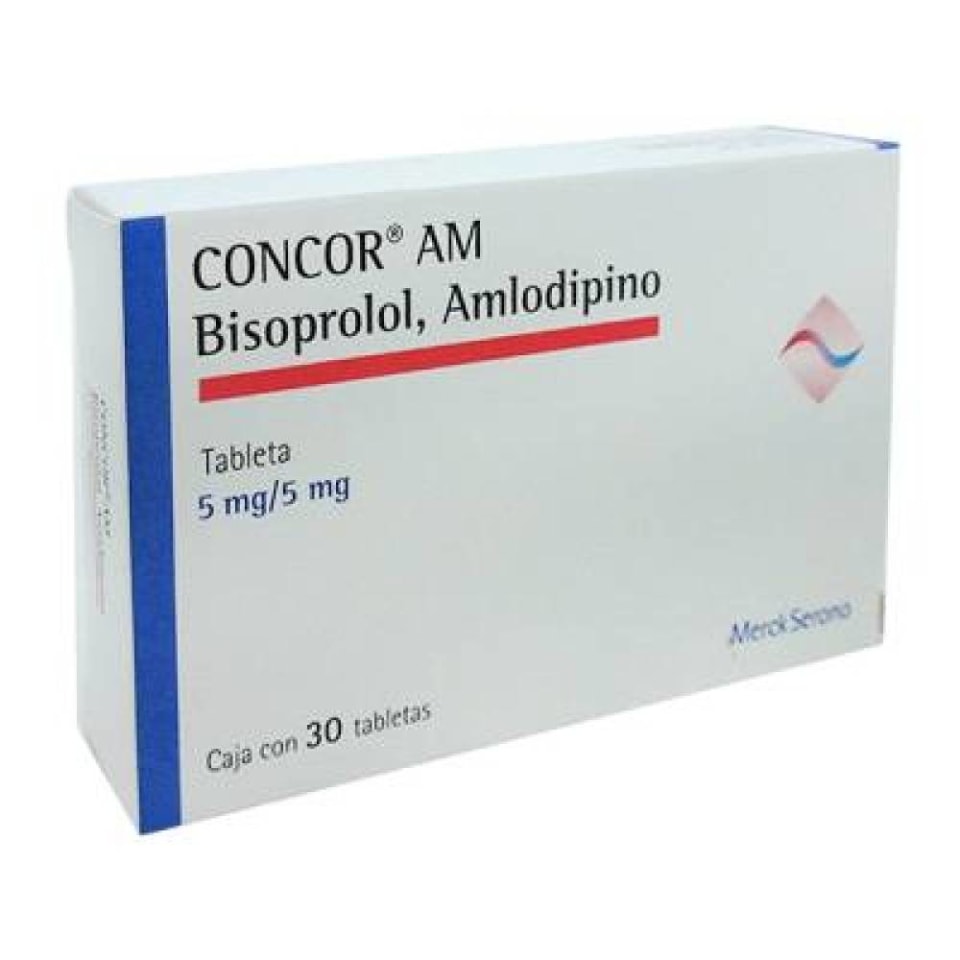 CONCOR® AM
Bisoprolol, Amlodipino
Tableta
5 mg/5 mg
Merck Serono
Caja con 30 tabletas